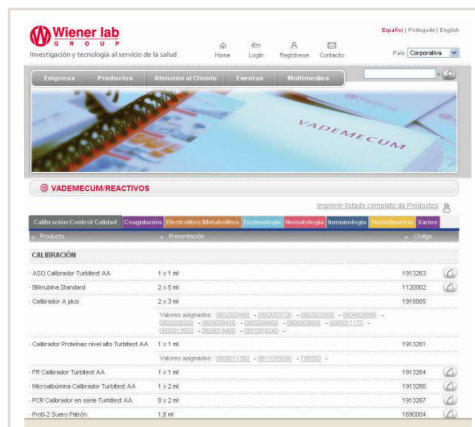 Wiener lab
GROUP
Investigación y tecnología al servicio de la salud
Español | Português | English
Home Login Regístrese Contacto
País: Corporativa
Empresa Productos Atención al Cliente Eventos Multimedios
VADEMECUM
VADEMECUM/REACTIVOS
Imprimir listado completo de Productos
Calibración/Control Calidad Coagulación Electrolitos/Metabolitos Enzimología Hematología Inmunología Turbidimetría Varios
Producto Presentación Código
CALIBRACIÓN
- ASO Calibrador Turbitest AA 1 x 1 ml 1913263
- Bilirrubina Standard 2 x 5 ml 1120002
- Calibrador A plus 2 x 3 ml 1918005
Valores asignados:
- Calibrador Proteínas nivel alto Turbitest AA 1 x 1 ml 1913261
Valores asignados:
- FR Calibrador Turbitest AA 1 x 1 ml 1913264
- Microalbúmina Calibrador Turbitest AA 1 x 2 ml 1913266
- PCR Calibrador en serie Turbitest AA 6 x 2 ml 1913267
- Proti-2 Suero Patrón 1,8 ml 1690004